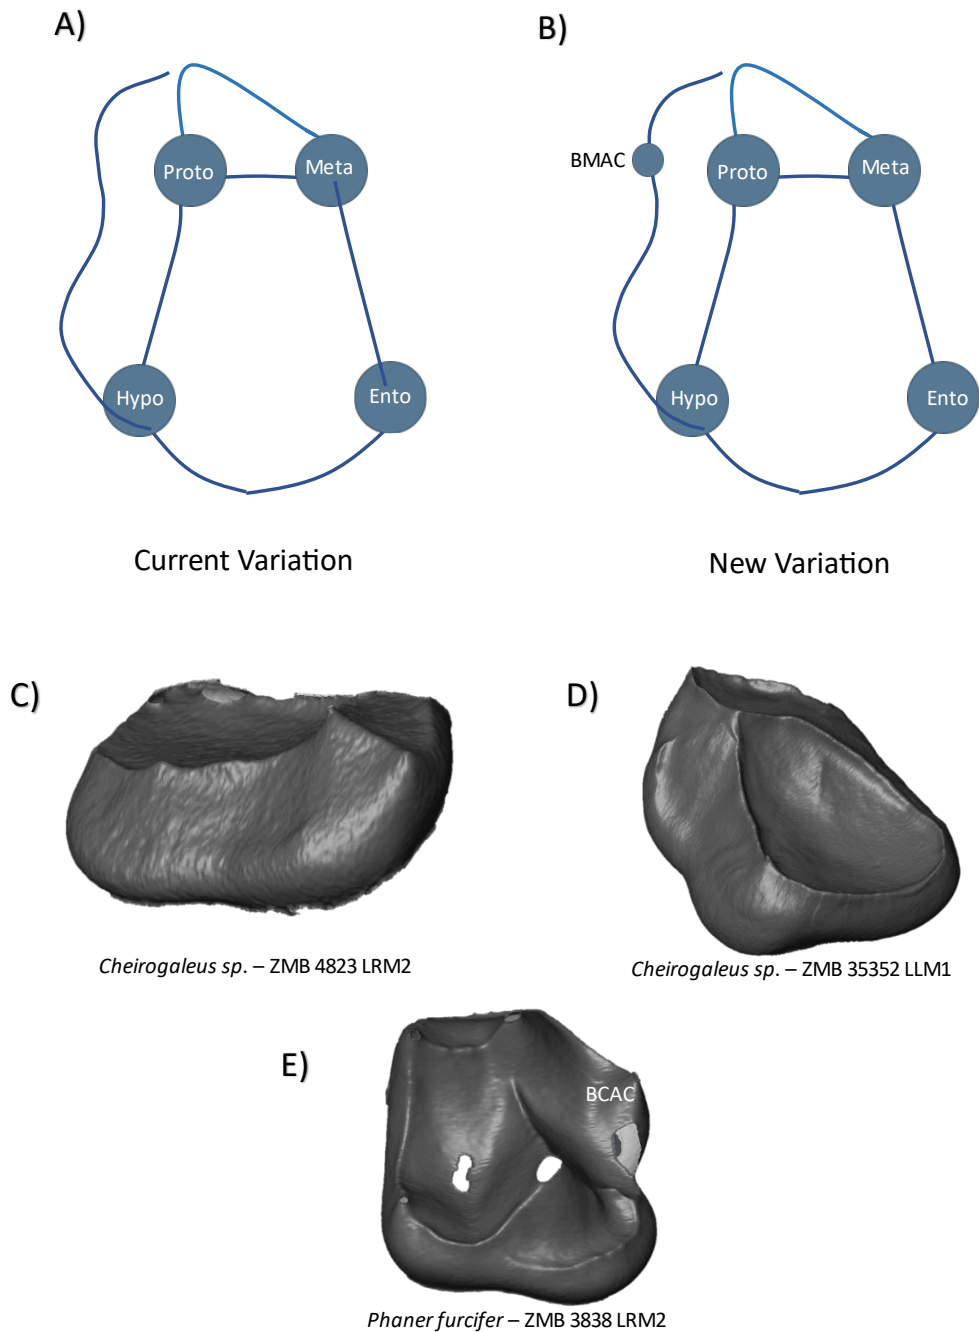 A)
B)
Proto
Meta
BMAC
Proto
Meta
Hypo
Ento
Hypo
Ento
Current Variation
New Variation
C)
D)
Cheirogaleus sp. – ZMB 4823 LRM2
Cheirogaleus sp. – ZMB 35352 LLM1
E)
BCAC
Phaner furcifer – ZMB 3838 LRM2